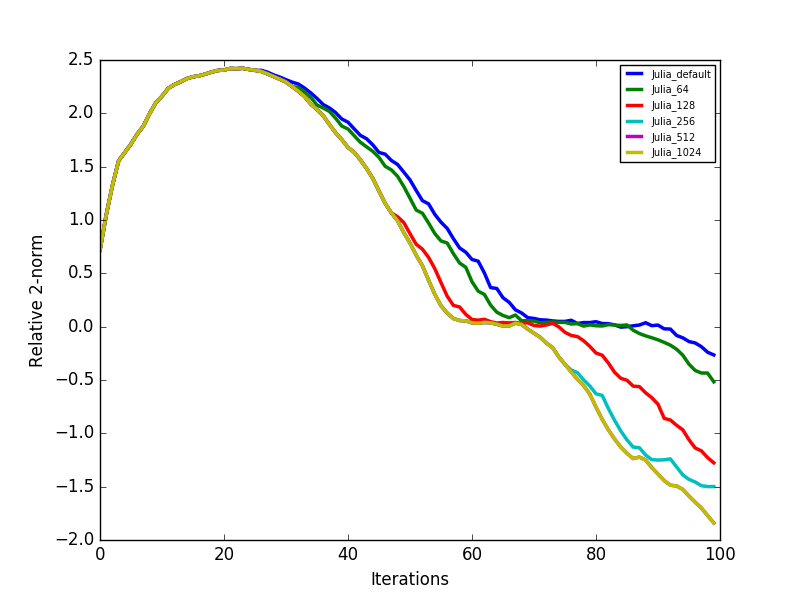 2.5
2.0
1.5
1.0
0.5
0.0
−0.5
−1.0
−1.5
−2.0
Relative 2-norm
Julia_default
Julia_64
Julia_128
Julia_256
Julia_512
Julia_1024
0 20 40 60 80 100
Iterations